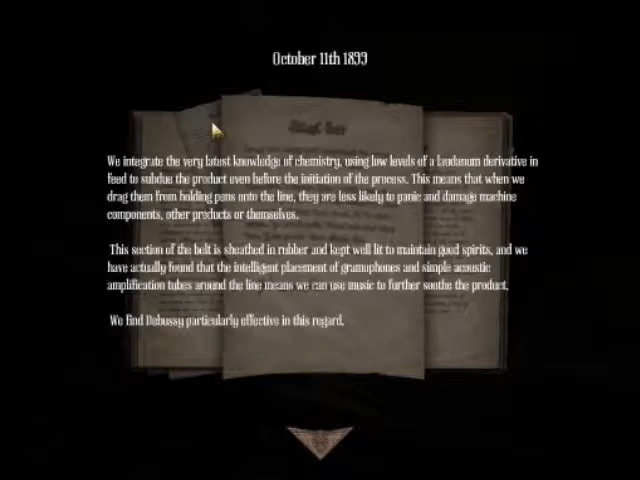 October 11th 1899
We integrate the very latest knowledge of chemistry, using low levels of a laudanum derivative in
feed to subdue the product even before the initiation of the process. This means that when we
drag them from holding pens onto the line, they are less likely to panic and damage machine
components, other products or themselves.
This section of the belt is sheathed in rubber and kept well lit to maintain good spirits, and we
have actually found that the intelligent placement of gramophones and simple acoustic
amplification tubes around the line means we can use music to further soothe the product.
We find Debussy particularly effective in this regard.